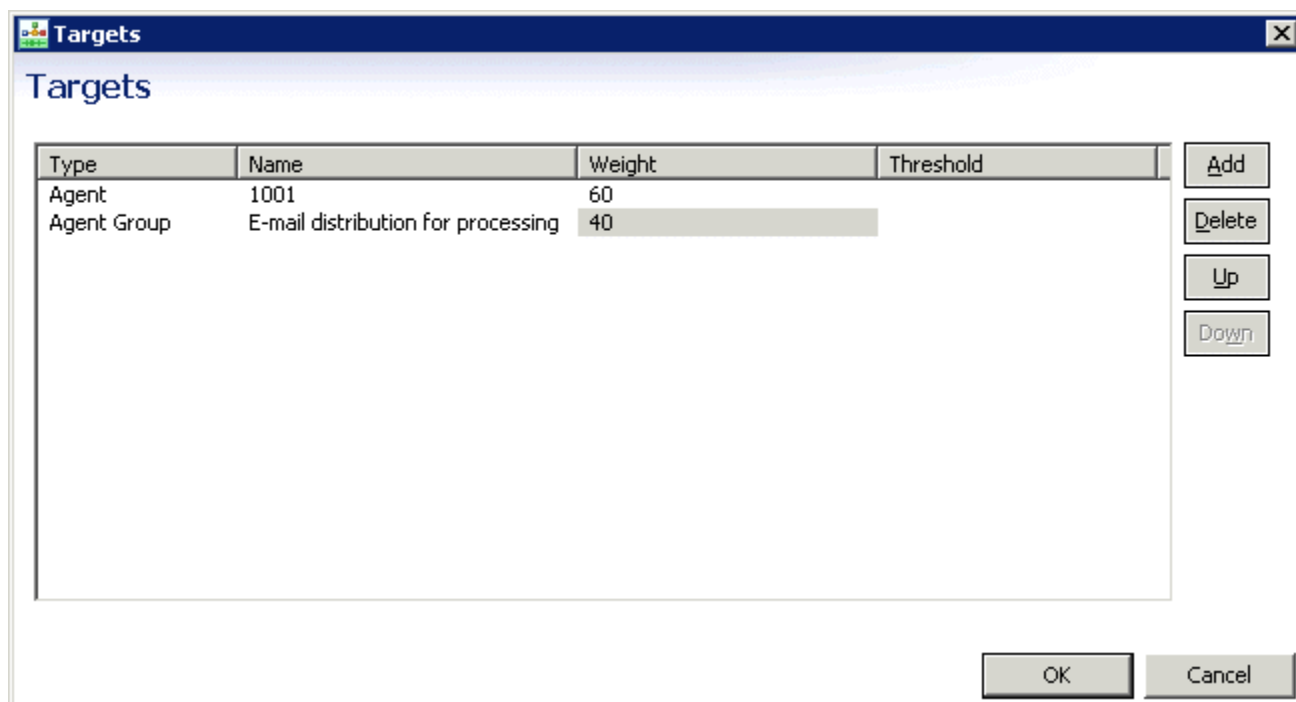 Targets
Targets
Type Name Weight Threshold
Agent 1001 60
Agent Group E-mail distribution for processing 40
Add
Delete
Up
Down
OK Cancel